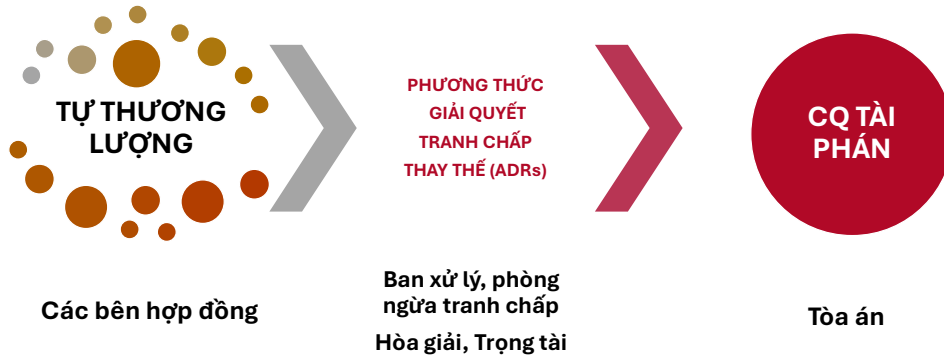 TỰ THƯƠNG
LƯỢNG
PHƯƠNG THỨC
GIẢI QUYẾT
TRANH CHẤP
THAY THẾ (ADRs)
CQ TÀI
PHÁN
Các bên hợp đồng
Ban xử lý, phòng
ngừa tranh chấp
Hòa giải, Trọng tài
Tòa án